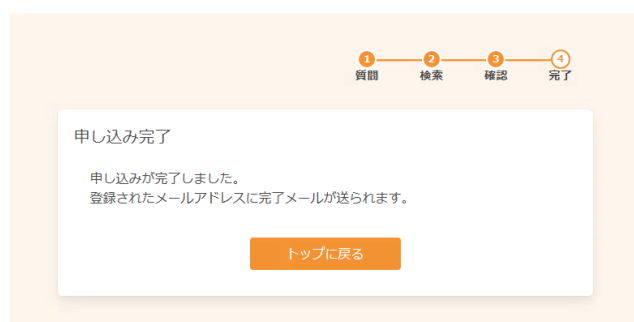 1 2 3 4
質問 検索 確認 完了
申し込み完了
申し込みが完了しました。
登録されたメールアドレスに完了メールが送られます。
トップに戻る